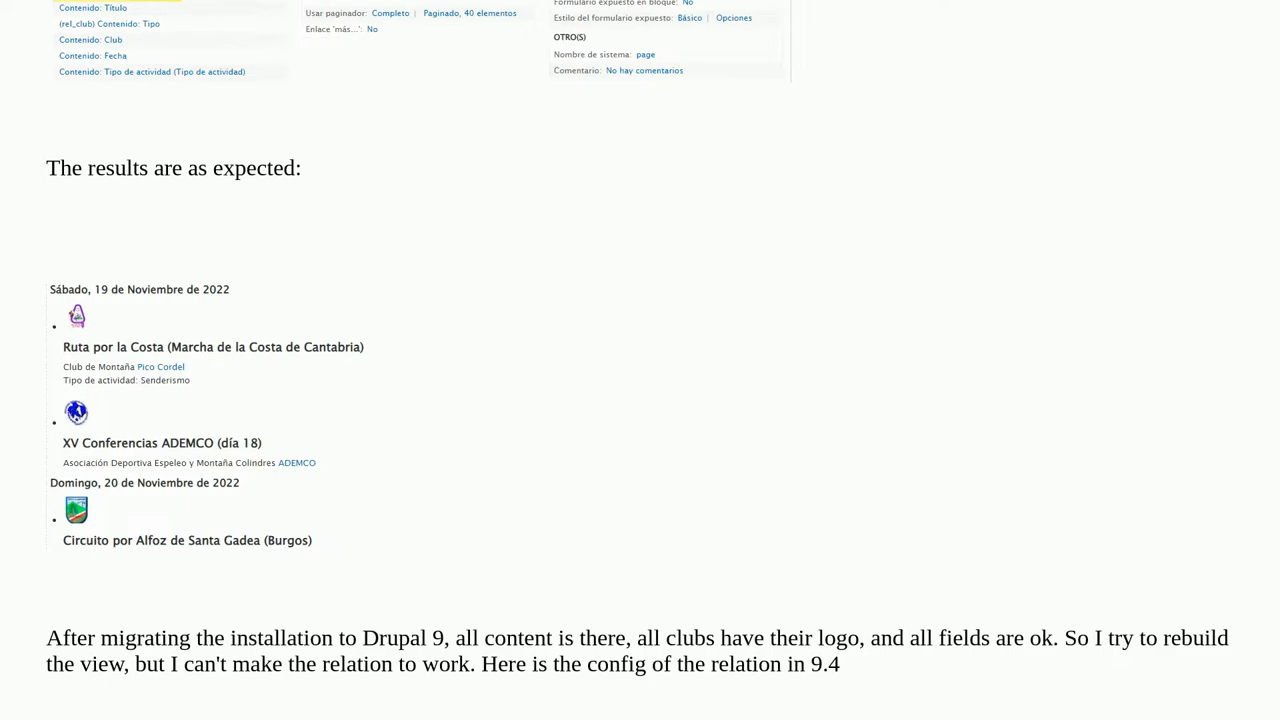 Contenido: Título
(rel_club) Contenido: Tipo
Contenido: Club
Contenido: Fecha
Contenido: Tipo de actividad (Tipo de actividad)
Usar paginador: Completo | Paginado, 40 elementos
Enlace 'más...': No
Formulario expuesto en bloque: No
Estilo del formulario expuesto: Básico | Opciones
OTRO(S)
Nombre de sistema: page
Comentario: No hay comentarios
The results are as expected:
Sábado, 19 de Noviembre de 2022
Ruta por la Costa (Marcha de la Costa de Cantabria)
Club de Montaña Pico Cordel
Tipo de actividad: Senderismo
XV Conferencias ADEMCO (día 18)
Asociación Deportiva Espeleo y Montaña Colindres ADEMCO
Domingo, 20 de Noviembre de 2022
Circuito por Alfoz de Santa Gadea (Burgos)
After migrating the installation to Drupal 9, all content is there, all clubs have their logo, and all fields are ok. So I try to rebuild
the view, but I can't make the relation to work. Here is the config of the relation in 9.4